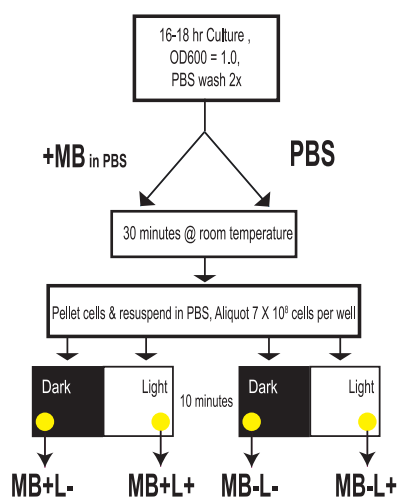 16-18 hr Culture ,
OD600 = 1.0,
PBS wash 2x
+MB in PBS
PBS
30 minutes @ room temperature
Pellet cells & resuspend in PBS, Aliquot 7 X 10⁸ cells per well
Dark
Light
10 minutes
Dark
Light
MB+L-
MB+L+
MB-L-
MB-L+